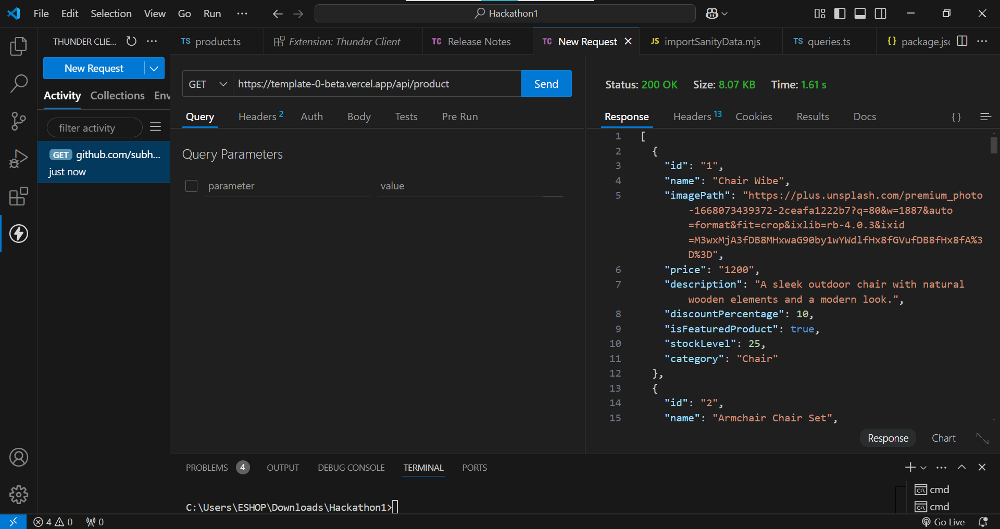 File Edit Selection View Go Run ··· Hackathon1
THUNDER CLIE... ···
TS product.ts Extension: Thunder Client TC Release Notes TC New Request JS importSanityData.mjs TS queries.ts {} package.jsc ···
New Request
Activity Collections Env
filter activity
GET github.com/subh...
just now
GET https://template-0-beta.vercel.app/api/product Send
Query Headers 2 Auth Body Tests Pre Run
Query Parameters
parameter value
Status: 200 OK Size: 8.07 KB Time: 1.61 s
Response Headers 13 Cookies Results Docs { }
1 [
2 {
3 "id": "1",
4 "name": "Chair Wibe",
5 "imagePath": "https://plus.unsplash.com/premium_photo
-1668073439372-2ceafa1222b7?q=80&w=1887&auto
=format&fit=crop&ixlib=rb-4.0.3&ixid
=M3wxMjA3fDB8MHxwaG90by1wYWdlfHx8fGVufDB8fHx8fA%3
D%3D",
6 "price": "1200",
7 "description": "A sleek outdoor chair with natural
wooden elements and a modern look.",
8 "discountPercentage": 10,
9 "isFeaturedProduct": true,
10 "stockLevel": 25,
11 "category": "Chair"
12 },
13 {
14 "id": "2",
15 "name": "Armchair Chair Set",
Response Chart
PROBLEMS 4 OUTPUT DEBUG CONSOLE TERMINAL PORTS ···
C:\Users\ESHOP\Downloads\Hackathon1>
cmd
cmd
4 0 0 Go Live